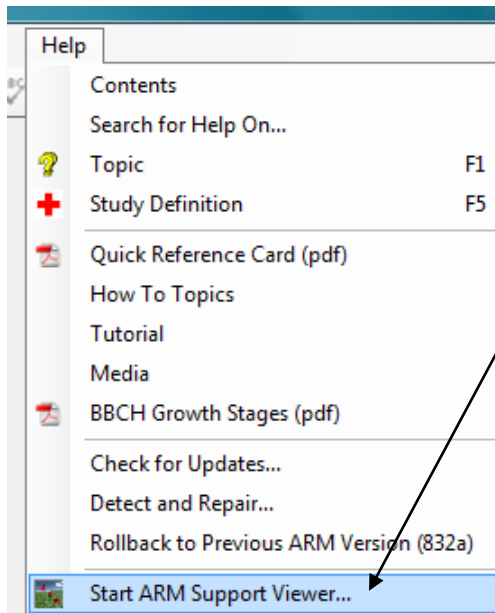 Help
Contents
Search for Help On...
Topic F1
Study Definition F5
Quick Reference Card (pdf)
How To Topics
Tutorial
Media
BBCH Growth Stages (pdf)
Check for Updates...
Detect and Repair...
Rollback to Previous ARM Version (832a)
Start ARM Support Viewer...